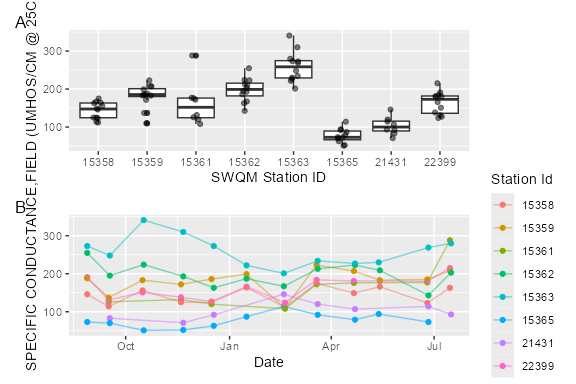 A
SPECIFIC CONDUCTANCE,FIELD (UMHOS/CM @ 25C
300
200
100
15358 15359 15361 15362 15363 15365 21431 22399
SWQM Station ID
B
300
200
100
Oct Jan Apr Jul
Date
Station Id
15358
15359
15361
15362
15363
15365
21431
22399